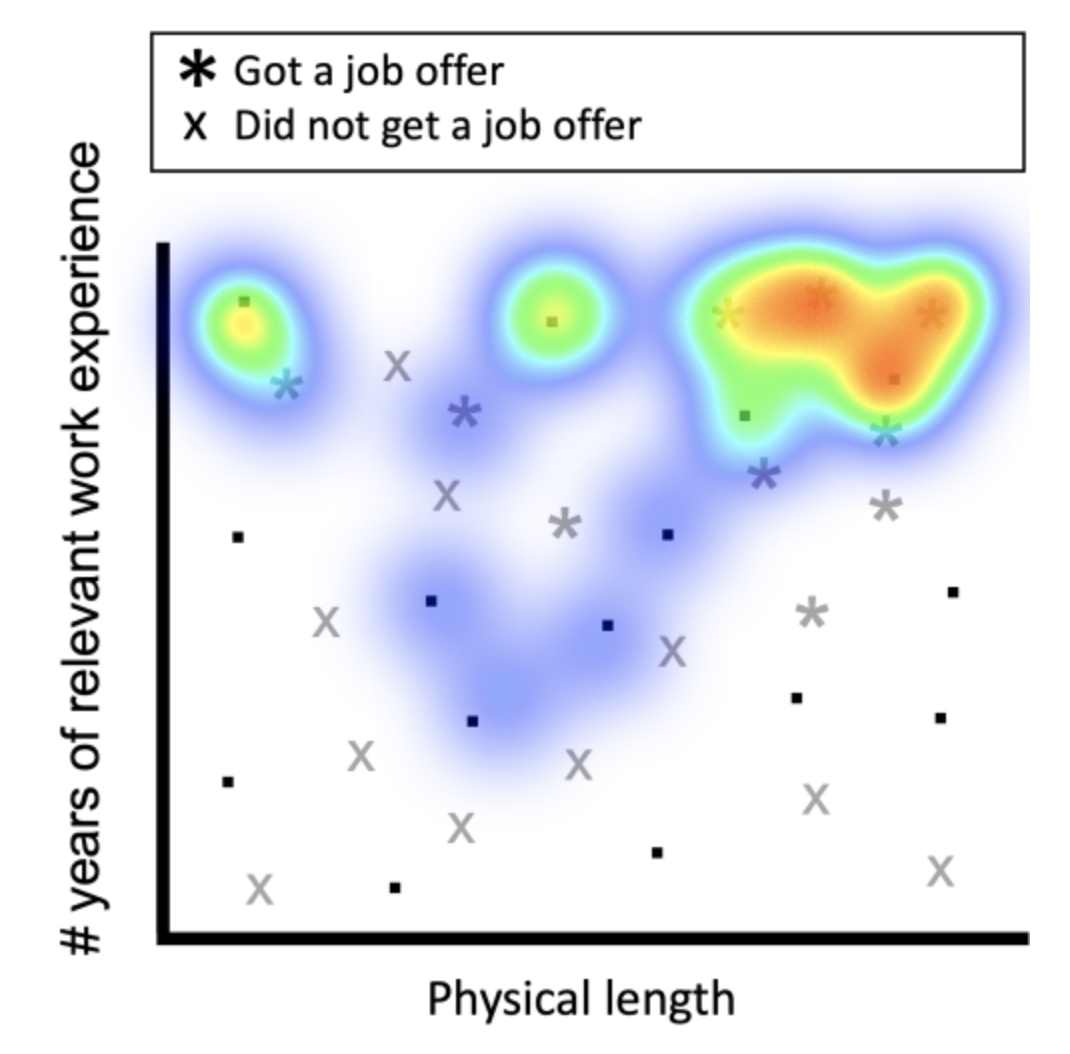 * Got a job offer
x Did not get a job offer
# years of relevant work experience
Physical length